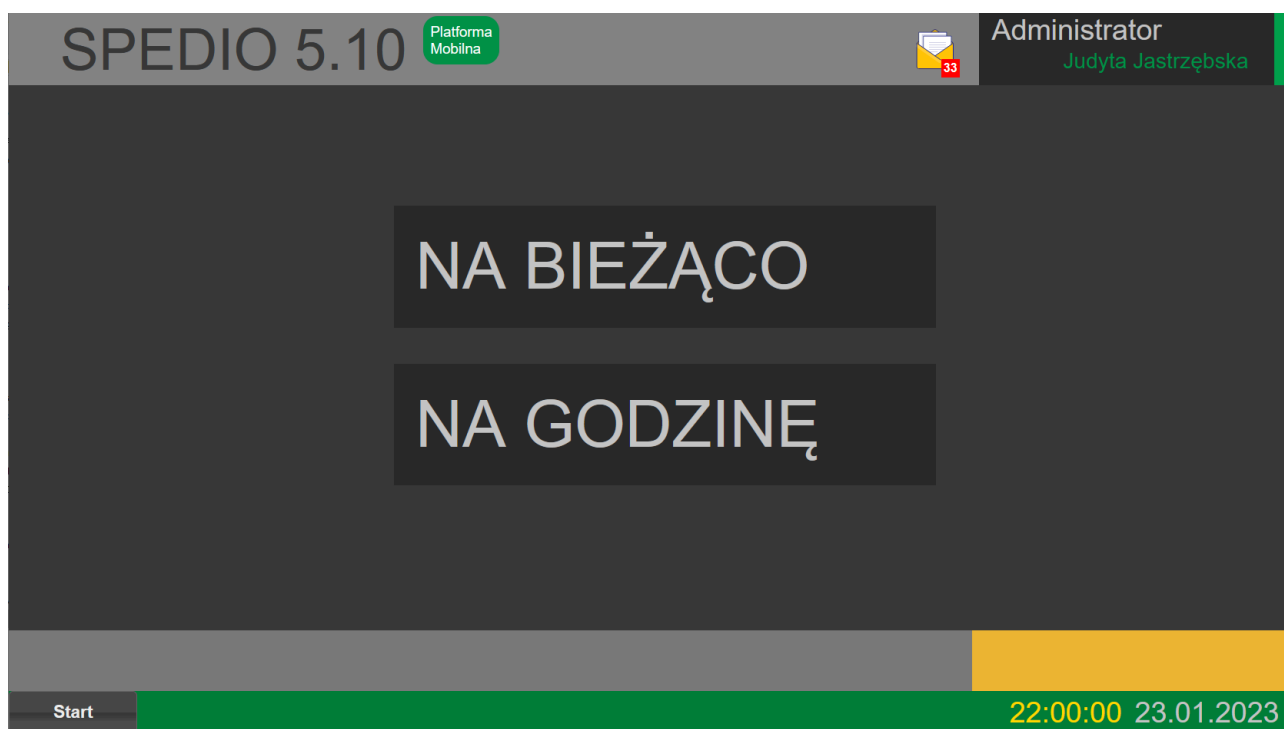 SPEDIO 5.10
Platforma
Mobilna
33
Administrator
Judyta Jastrzębska
NA BIEŻĄCO
NA GODZINĘ
Start
22:00:00 23.01.2023